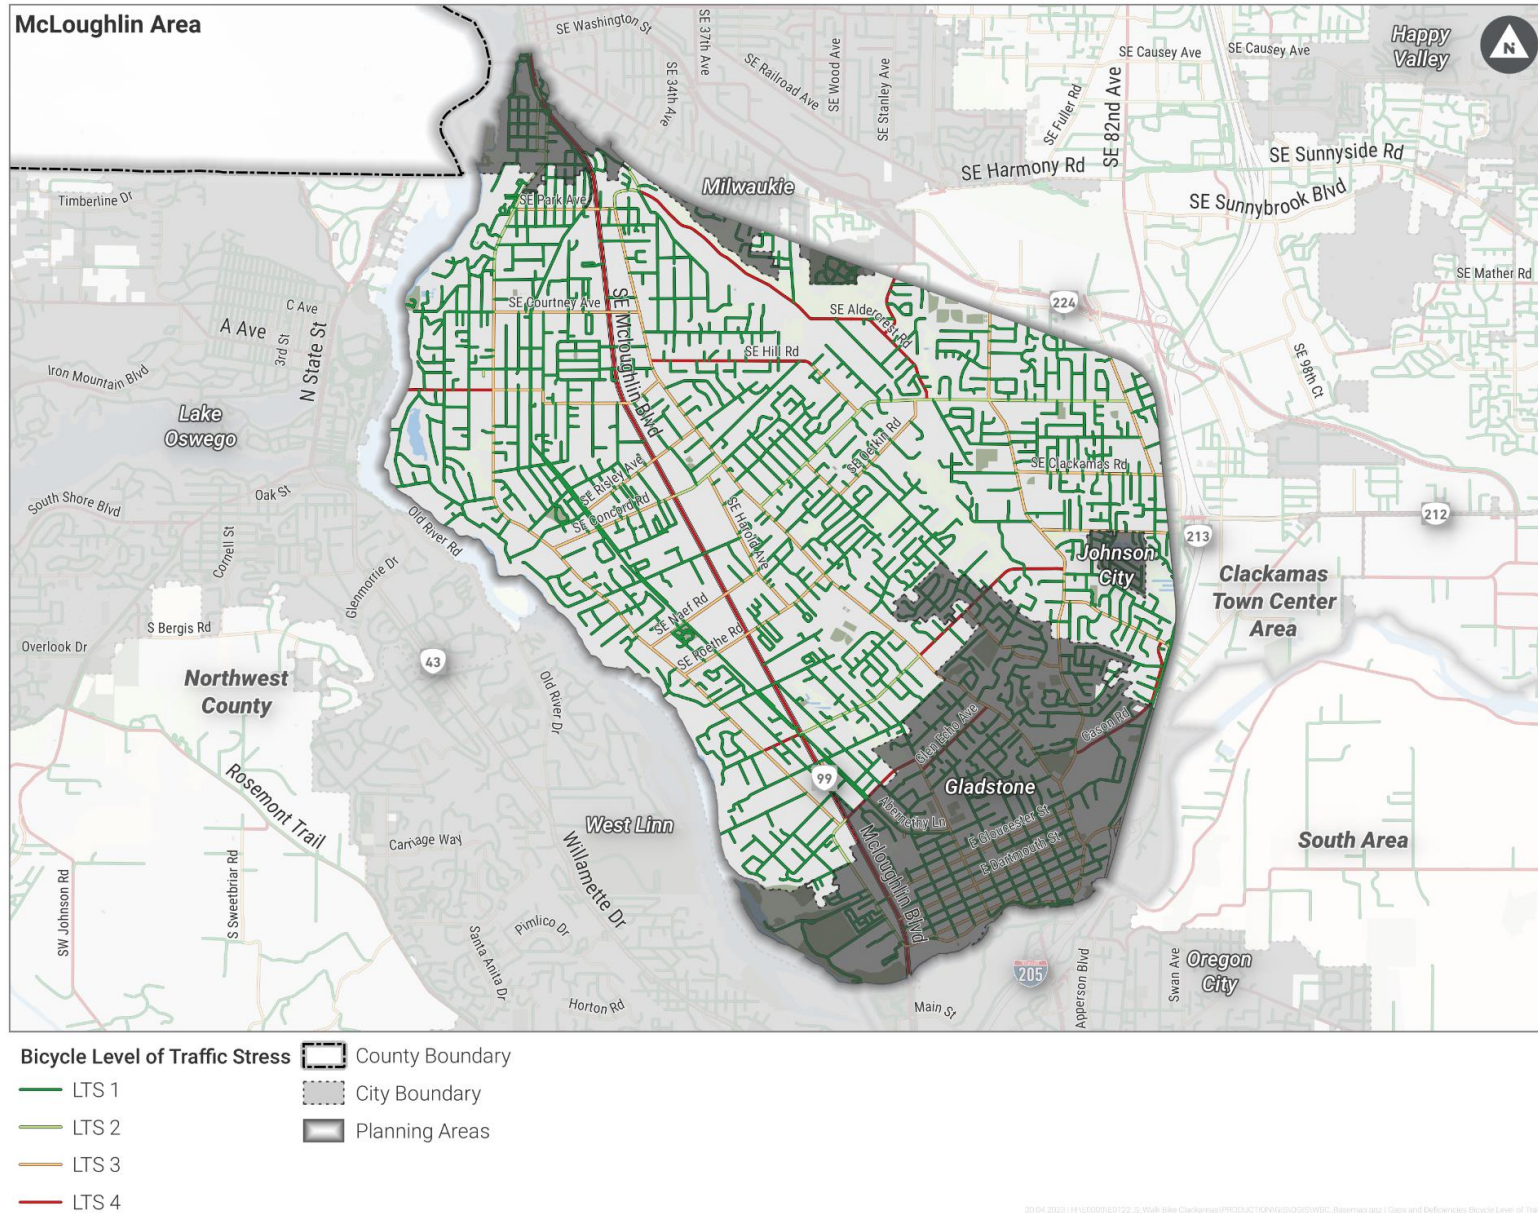 McLoughlin Area
SE Washington St
SE 37th Ave
SE 34th Ave
SE Railroad Ave
SE Wood Ave
SE Stanley Ave
SE Causey Ave
SE Causey Ave
Happy
Valley
N
SE Fuller Rd
SE 82nd Ave
SE Harmony Rd
SE Sunnyside Rd
SE Sunnybrook Blvd
Milwaukie
Timberline Dr
SE Park Ave
SE Mather Rd
C Ave
A Ave
3rd St
N State St
SE Courtney Ave
SE Mcloughlin Blvd
SE Aldercrest Rd
224
SE Hill Rd
SE 98th Ct
Iron Mountain Blvd
Lake
Oswego
SE Oetkin Rd
SE Clackamas Rd
SE Risley Ave
SE Concord Rd
South Shore Blvd
Oak St
Old River Rd
SE Harold Ave
212
213
Cornell St
Glenmorrie Dr
Johnson
City
Clackamas
Town Center
Area
S Bergis Rd
SE Naef Rd
SE Roethe Rd
Overlook Dr
43
Northwest
County
Old River Dr
Glen Echo Ave
Cason Rd
Rosemont Trail
99
Gladstone
Abernethy Ln
E Gloucester St
E Dartmouth St
Mcloughlin Blvd
West Linn
Willamette Dr
Carriage Way
South Area
SW Johnson Rd
S Sweetbriar Rd
Pimlico Dr
Santa Anita Dr
Horton Rd
Main St
205
Apperson Blvd
Swan Ave
Oregon
City
Bicycle Level of Traffic Stress
LTS 1
LTS 2
LTS 3
LTS 4
County Boundary
City Boundary
Planning Areas